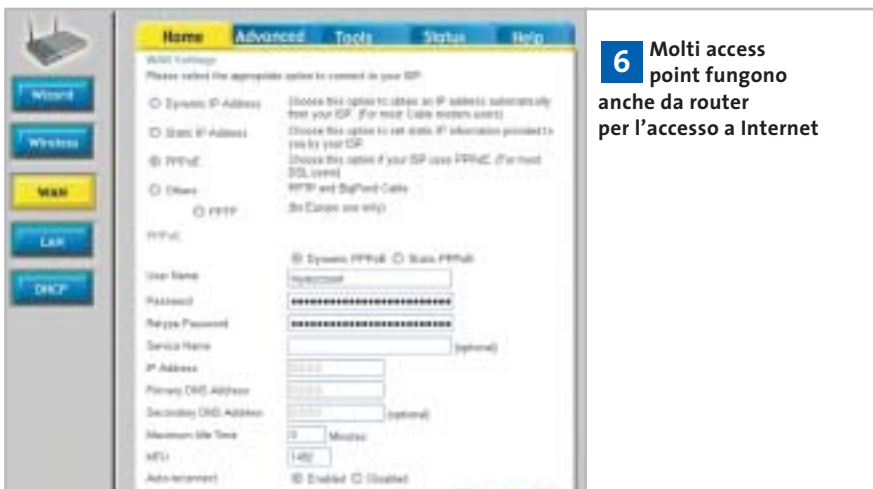 Home Advanced Tools Status Help
WAN Settings
Please select the appropriate option to connect to your ISP.
Wizard
Wireless
WAN
LAN
DHCP
Dynamic IP Address Choose this option to obtain an IP address automatically
from your ISP. (For most Cable modem users)
Static IP Address Choose this option to set static IP information provided to
you by your ISP.
PPPoE Choose this option if your ISP uses PPPoE. (For most
DSL users)
Others PPTP and BigPond Cable
PPTP (for Europe use only)
PPPoE
Dynamic PPPoE Static PPPoE
User Name
Password
Retype Password
Service Name (optional)
IP Address
Primary DNS Address
Secondary DNS Address (optional)
Maximum Idle Time Minutes
MTU 1492
Auto-reconnect Enabled Disabled
6 Molti access
point fungono
anche da router
per l'accesso a Internet